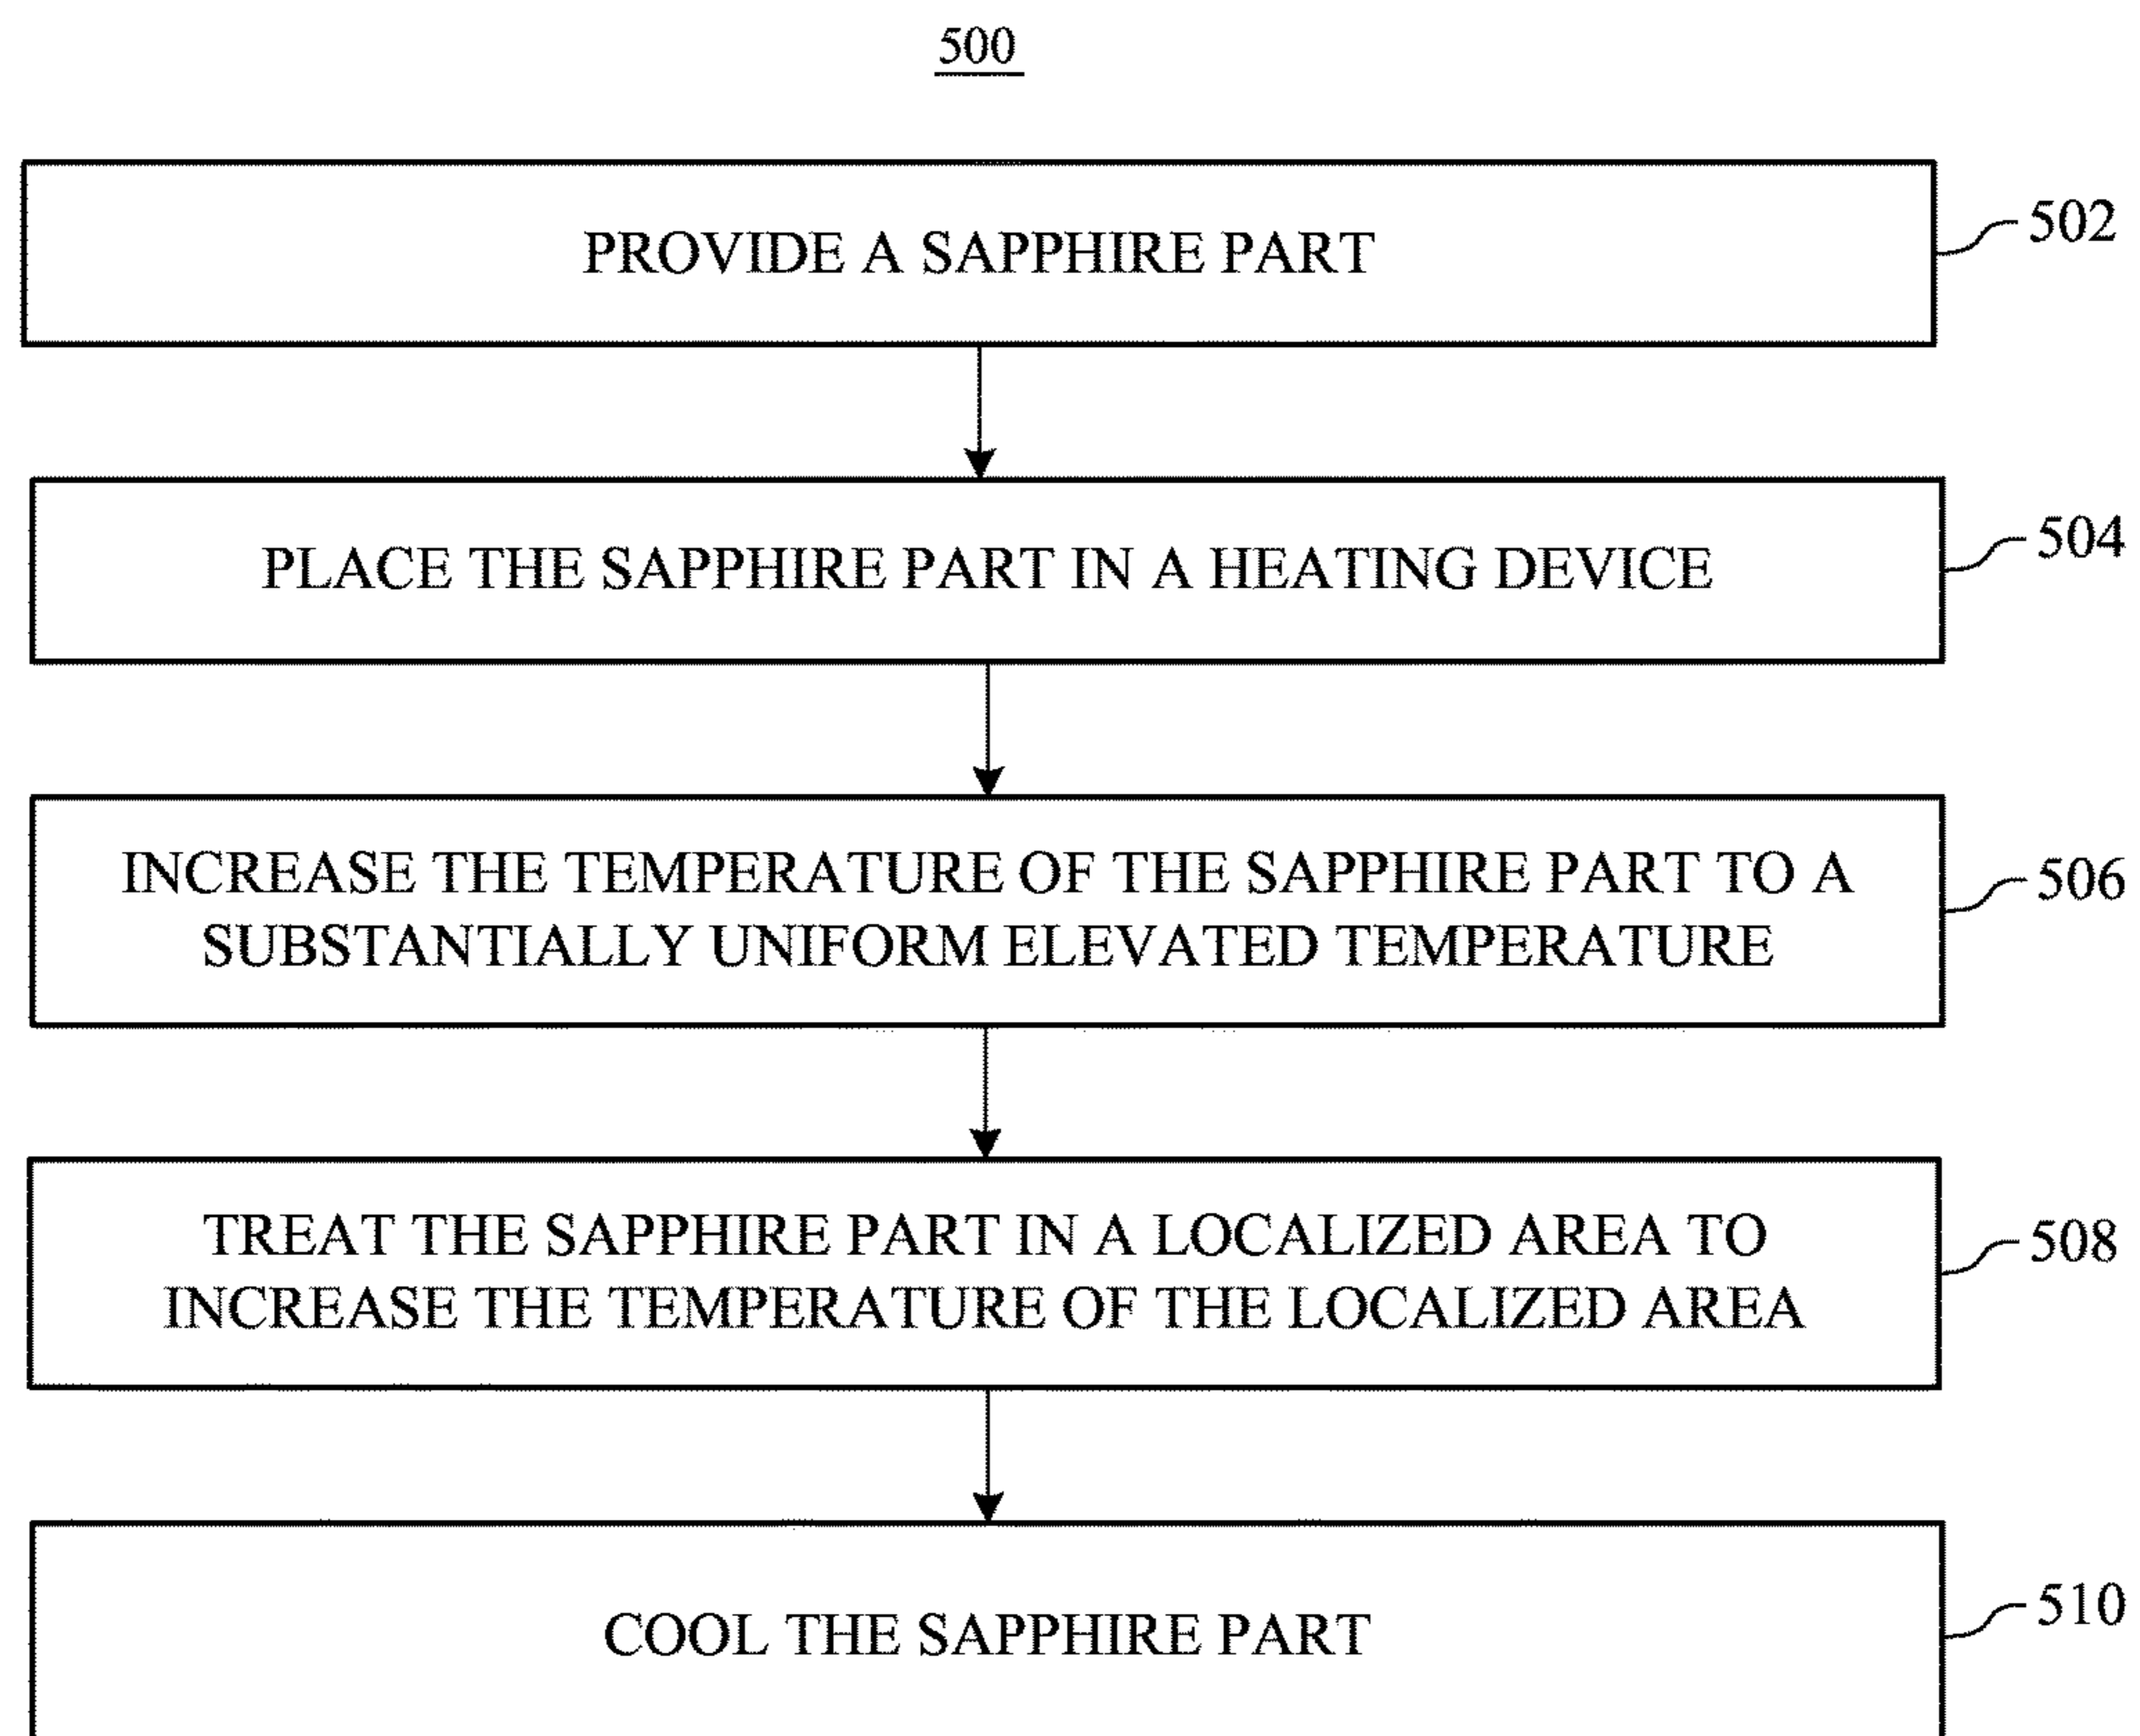 500
PROVIDE A SAPPHIRE PART
502
PLACE THE SAPPHIRE PART IN A HEATING DEVICE
504
INCREASE THE TEMPERATURE OF THE SAPPHIRE PART TO A
SUBSTANTIALLY UNIFORM ELEVATED TEMPERATURE
506
TREAT THE SAPPHIRE PART IN A LOCALIZED AREA TO
INCREASE THE TEMPERATURE OF THE LOCALIZED AREA
508
COOL THE SAPPHIRE PART
510